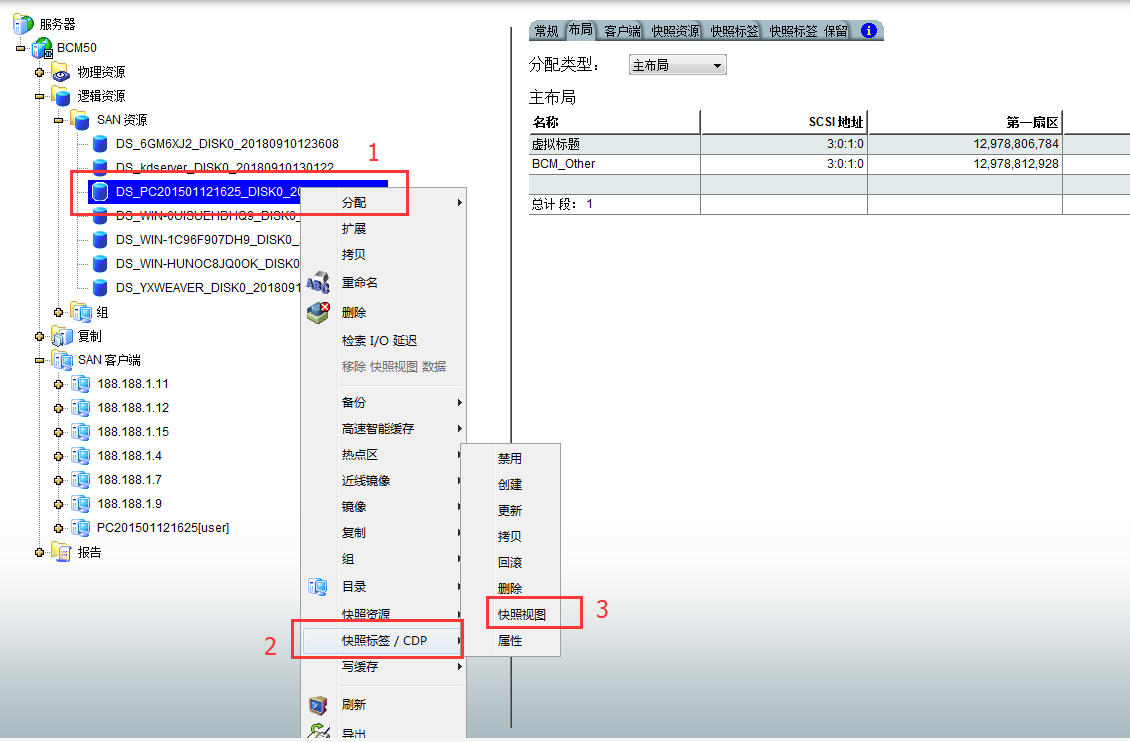 服务器
BCM50
物理资源
逻辑资源
SAN 资源
DS_6GM6XJ2_DISK0_20180910123608
DS_kdserver_DISK0_20180910130122
DS_PC201501121625_DISK0_20
DS_WIN-0UISUEHDHQ9_DISK0_
DS_WIN-1C96F907DH9_DISK0_
DS_WIN-HUNOC8JQ0OK_DISK0
DS_YXWEAVER_DISK0_2018091
组
复制
SAN 客户端
188.188.1.11
188.188.1.12
188.188.1.15
188.188.1.4
188.188.1.7
188.188.1.9
PC201501121625[user]
报告
1
分配
扩展
拷贝
重命名
删除
检索 I/O 延迟
移除 快照视图 数据
备份
高速智能缓存
热点区
近线镜像
镜像
复制
组
目录
快照资源
2
快照标签 / CDP
写缓存
刷新
导出
禁用
创建
更新
拷贝
回滚
删除
快照视图
3
属性
常规 布局 客户端 快照资源 快照标签 快照标签 保留
分配类型: 主布局
主布局
名称 SCSI 地址 第一扇区
虚拟标题 3:0:1:0 12,978,806,784
BCM_Other 3:0:1:0 12,978,812,928
总计 段: 1